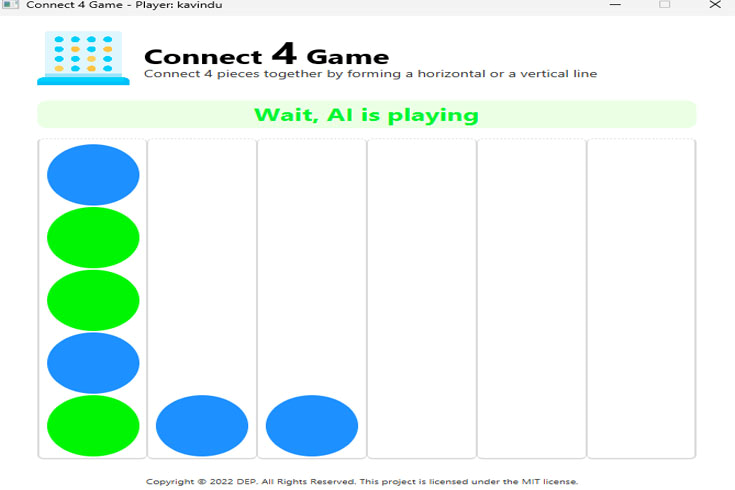 Connect 4 Game - Player: kavindu
Connect 4 Game
Connect 4 pieces together by forming a horizontal or a vertical line
Wait, AI is playing
Copyright © 2022 DEP. All Rights Reserved. This project is licensed under the MIT license.